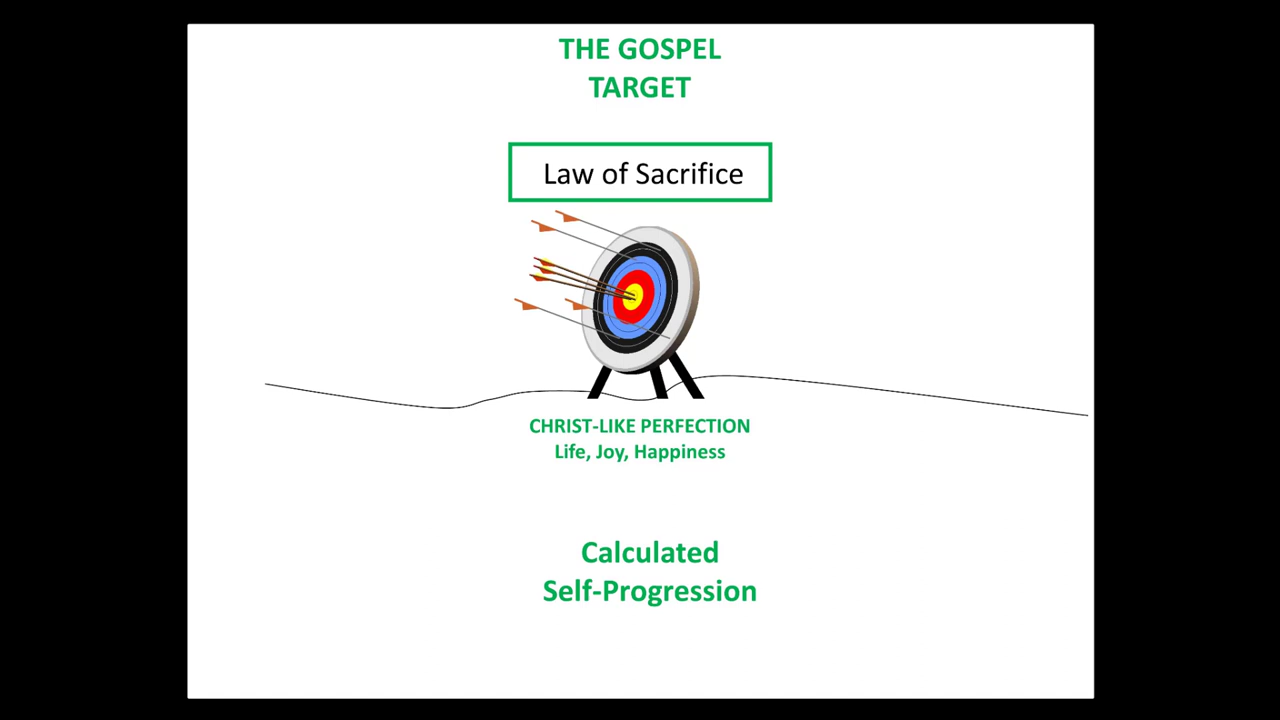 THE GOSPEL
TARGET
Law of Sacrifice
CHRIST-LIKE PERFECTION
Life, Joy, Happiness
Calculated
Self-Progression